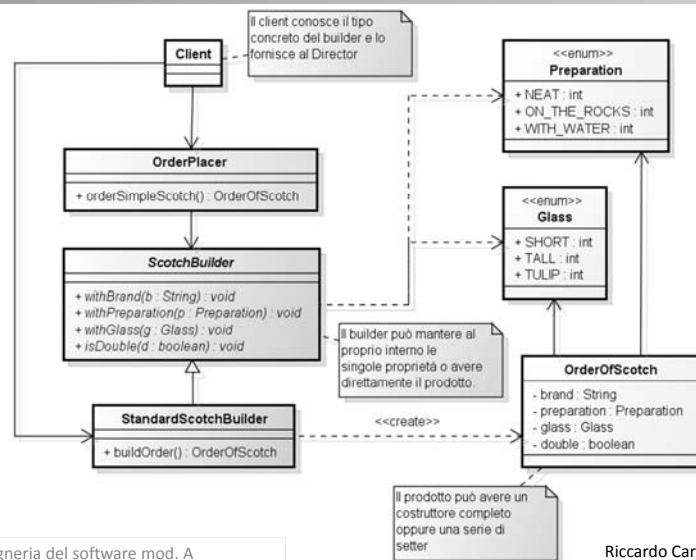 Il client conosce il tipo
concreto del builder e lo
fornisce al Director
Client
<<enum>>
Preparation
+ NEAT : int
+ ON_THE_ROCKS : int
+ WITH_WATER : int
OrderPlacer
+ orderSimpleScotch() : OrderOfScotch
<<enum>>
Glass
+ SHORT : int
+ TALL : int
+ TULIP : int
ScotchBuilder
+ withBrand(b : String) : void
+ withPreparation(p : Preparation) : void
+ withGlass(g : Glass) : void
+ isDouble(d : boolean) : void
Il builder può mantere al
proprio interno le
singole proprietà o avere
direttamente il prodotto.
OrderOfScotch
- brand : String
- preparation : Preparation
- glass : Glass
- double : boolean
StandardScotchBuilder
+ buildOrder() : OrderOfScotch
<<create>>
Il prodotto può avere un
costruttore completo
oppure una serie di
setter
gneria del software mod. A
Riccardo Car